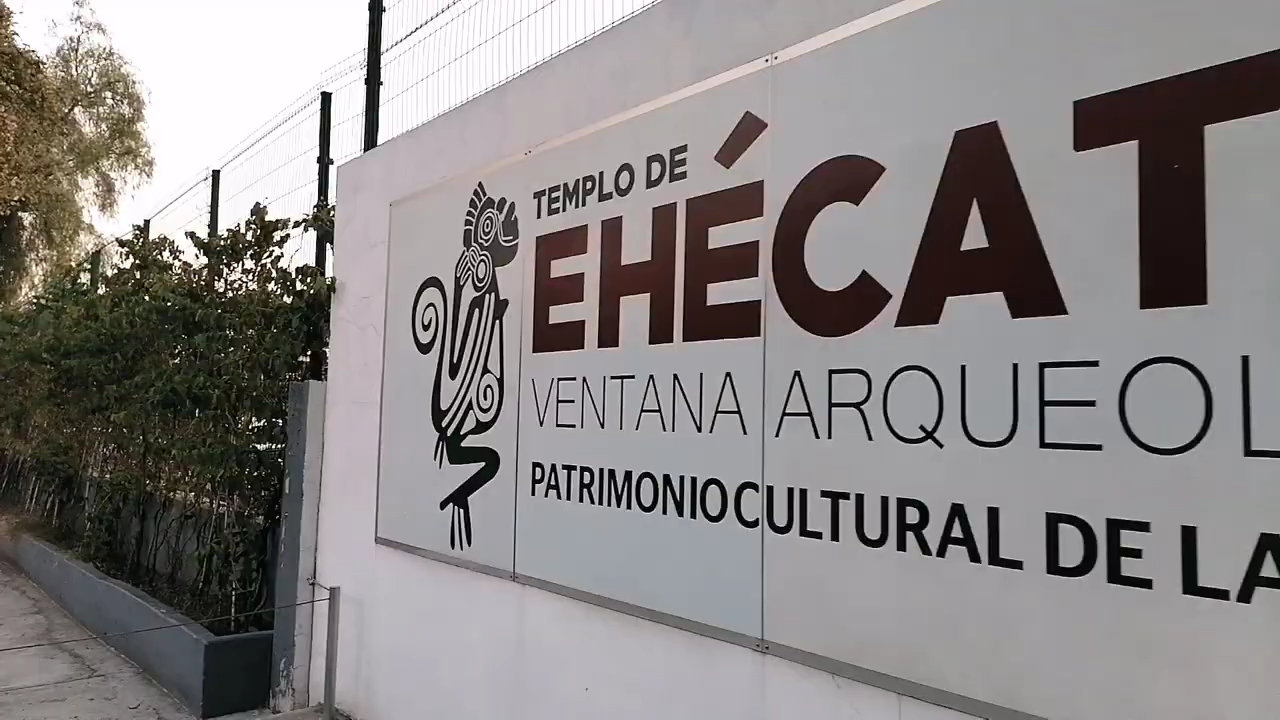 TEMPLO DE
EHÉCAT
VENTANA ARQUEOL
PATRIMONIO CULTURAL DE LA